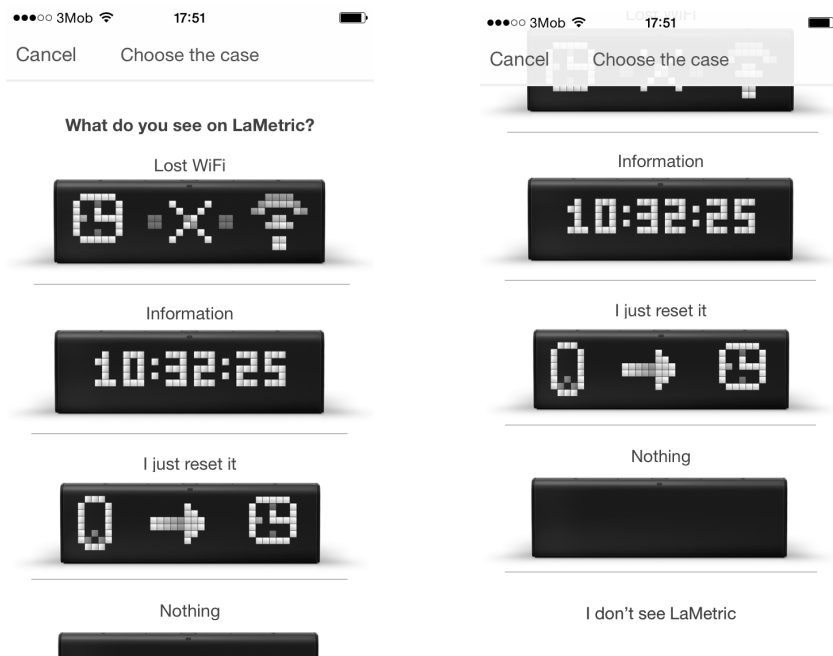 3Mob 17:51
Cancel Choose the case
What do you see on LaMetric?
Lost WiFi
Information
10:32:25
I just reset it
Nothing
3Mob 17:51
Lost WiFi
Cancel Choose the case
Information
10:32:25
I just reset it
Nothing
I don't see LaMetric